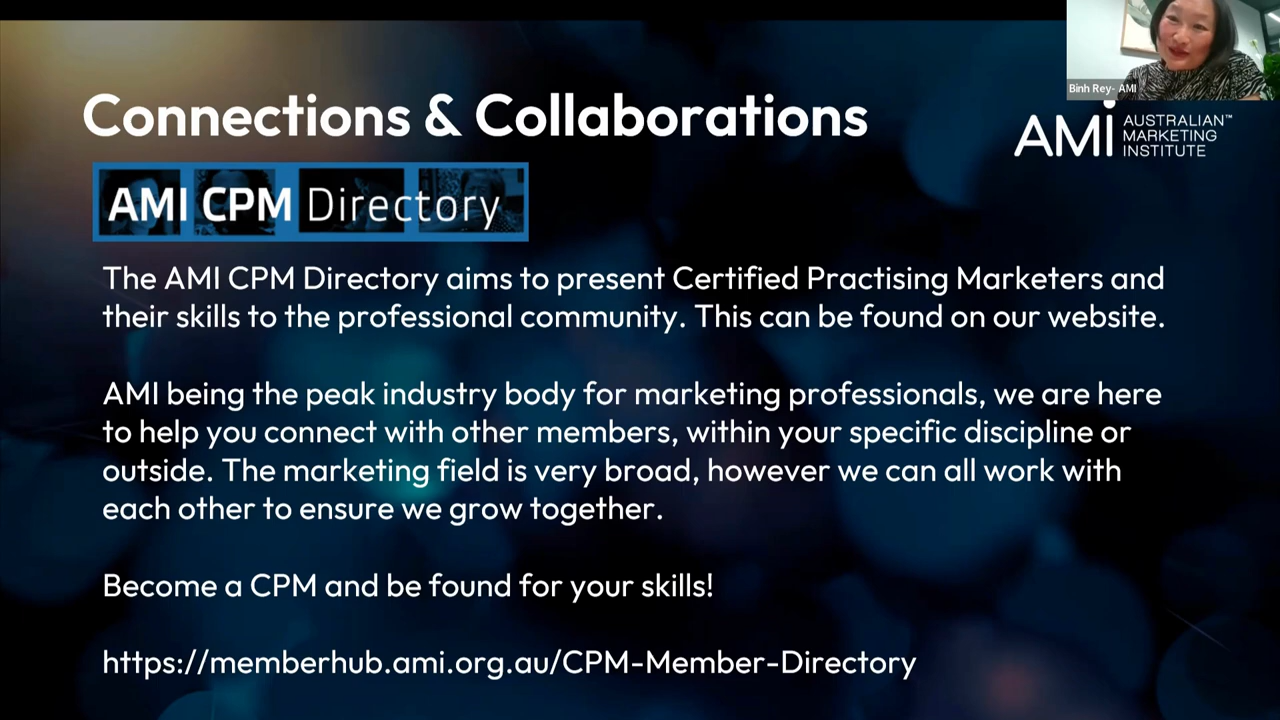 Binh Rey- AMI
Connections & Collaborations
AMI AUSTRALIAN™
MARKETING
INSTITUTE
AMI CPM Directory
The AMI CPM Directory aims to present Certified Practising Marketers and
their skills to the professional community. This can be found on our website.
AMI being the peak industry body for marketing professionals, we are here
to help you connect with other members, within your specific discipline or
outside. The marketing field is very broad, however we can all work with
each other to ensure we grow together.
Become a CPM and be found for your skills!
https://memberhub.ami.org.au/CPM-Member-Directory